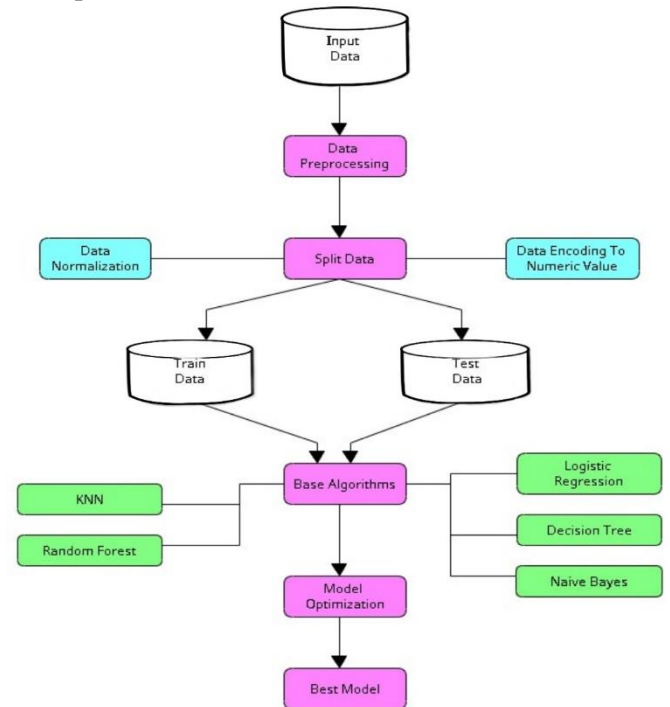 Input
Data
Data
Preprocessing
Data
Normalization
Split Data
Data Encoding To
Numeric Value
Train
Data
Test
Data
Base Algorithms
KNN
Random Forest
Logistic
Regression
Decision Tree
Naive Bayes
Model
Optimization
Best Model